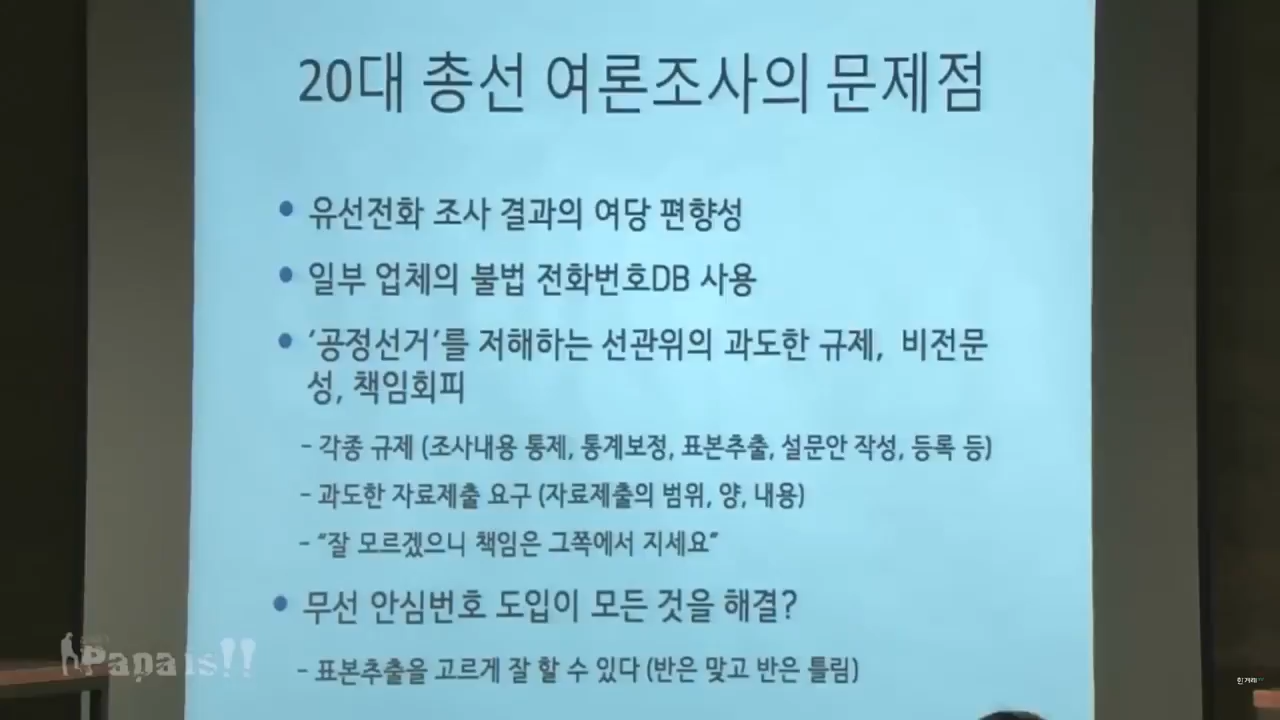 20대 총선 여론조사의 문제점
• 유선전화 조사 결과의 여당 편향성
• 일부 업체의 불법 전화번호DB 사용
• ‘공정선거’를 저해하는 선관위의 과도한 규제, 비전문
성, 책임회피
- 각종 규제 (조사내용 통제, 통계보정, 표본추출, 설문안 작성, 등록 등)
- 과도한 자료제출 요구 (자료제출의 범위, 양, 내용)
- “잘 모르겠으니 책임은 그쪽에서 지세요”
• 무선 안심번호 도입이 모든 것을 해결?
- 표본추출을 고르게 잘 할 수 있다 (반은 맞고 반은 틀림)
Papa is!!
한겨레